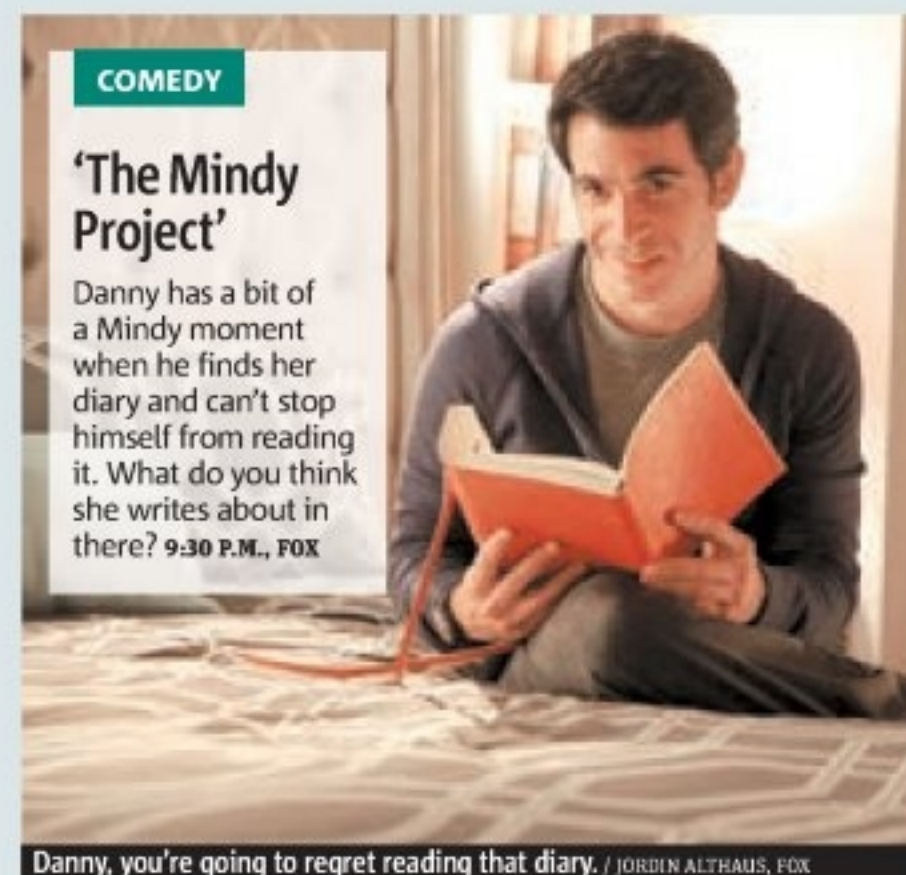 COMEDY
‘The Mindy
Project’
Danny has a bit of
a Mindy moment
when he finds her
diary and can’t stop
himself from reading
it. What do you think
she writes about in
there? 9:30 P.M., FOX
Danny, you’re going to regret reading that diary. / JORDIN ALTHAUS, FOX